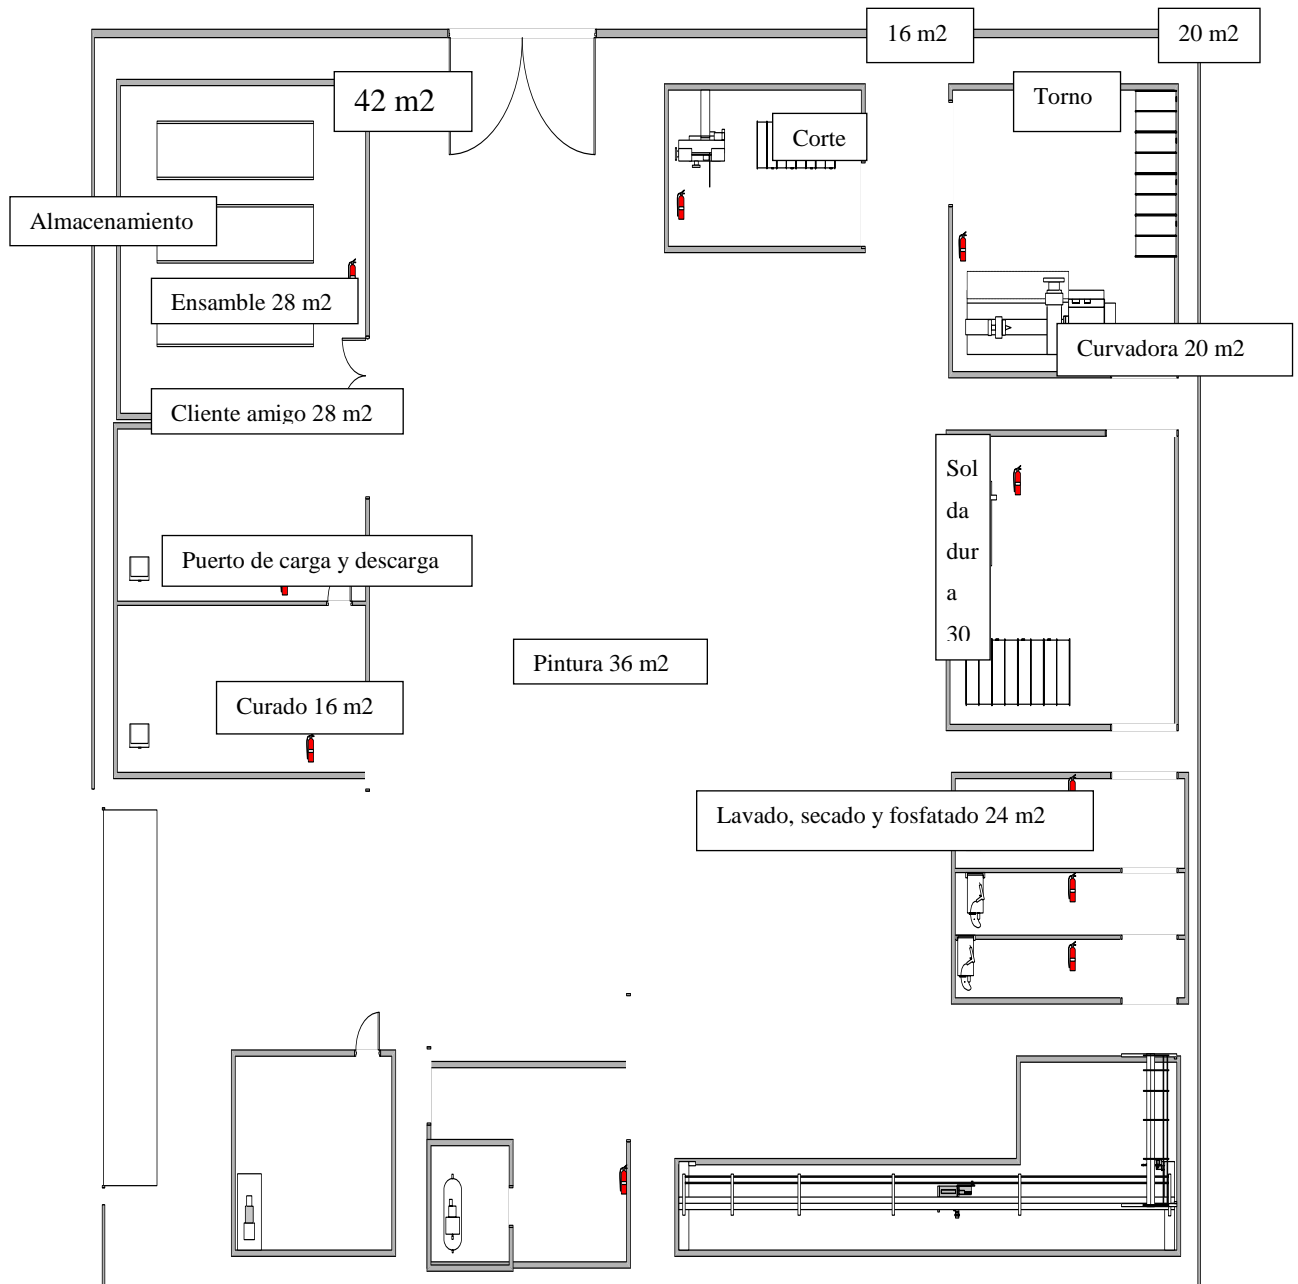 16 m2
20 m2
42 m2
Torno
Corte
Almacenamiento
Ensamble 28 m2
Curvadora 20 m2
Cliente amigo 28 m2
Sol
da
dur
a
30
Puerto de carga y descarga
Pintura 36 m2
Curado 16 m2
Lavado, secado y fosfatado 24 m2